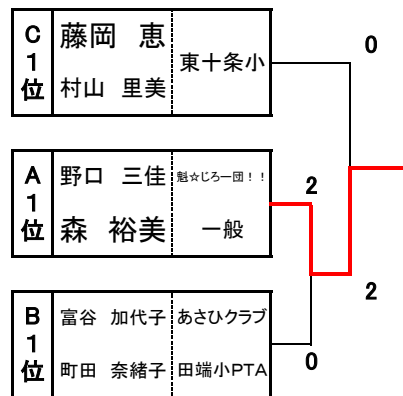 C1位
藤岡 恵
村山 里美
東十条小
0
A1位
野口 三佳
魁☆じろー団！！
森 裕美
一般
2
2
B1位
富谷 加代子
あさひクラブ
町田 奈緒子
田端小PTA
0